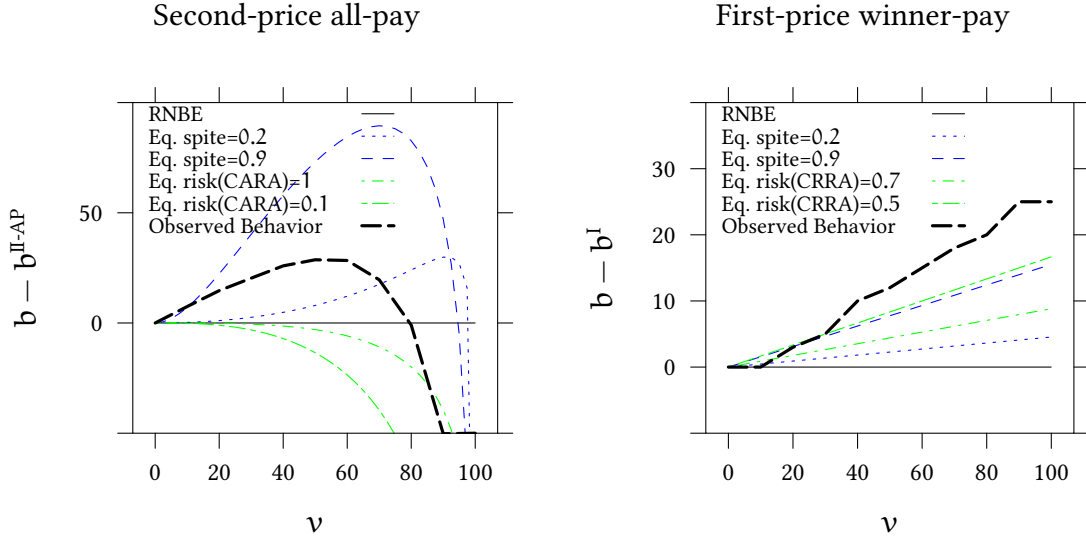 Second-price all-pay
RNBE
Eq. spite=0.2
Eq. spite=0.9
Eq. risk(CARA)=1
Eq. risk(CARA)=0.1
Observed Behavior
50
0
b − b^II-AP
0 20 40 60 80 100
v
First-price winner-pay
RNBE
Eq. spite=0.2
Eq. spite=0.9
Eq. risk(CRRA)=0.7
Eq. risk(CRRA)=0.5
Observed Behavior
30
20
10
0
b − b^I
0 20 40 60 80 100
v